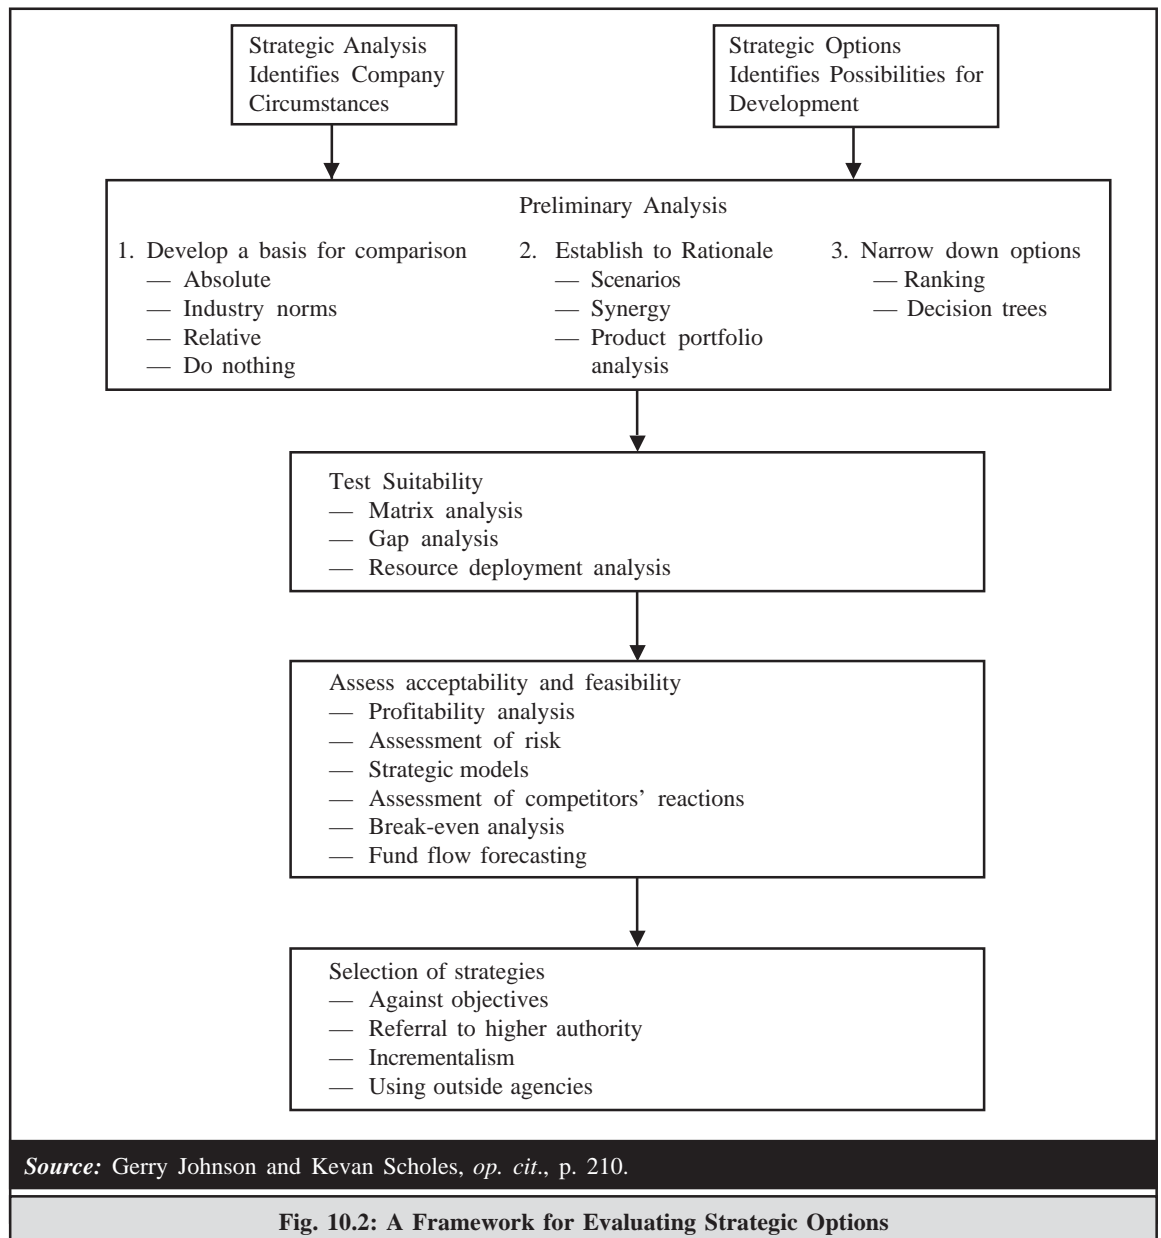 Strategic Analysis
Identifies Company
Circumstances
Strategic Options
Identifies Possibilities for
Development
Preliminary Analysis
1. Develop a basis for comparison
— Absolute
— Industry norms
— Relative
— Do nothing
2. Establish to Rationale
— Scenarios
— Synergy
— Product portfolio
analysis
3. Narrow down options
— Ranking
— Decision trees
Test Suitability
— Matrix analysis
— Gap analysis
— Resource deployment analysis
Assess acceptability and feasibility
— Profitability analysis
— Assessment of risk
— Strategic models
— Assessment of competitors’ reactions
— Break-even analysis
— Fund flow forecasting
Selection of strategies
— Against objectives
— Referral to higher authority
— Incrementalism
— Using outside agencies
Source: Gerry Johnson and Kevan Scholes, op. cit., p. 210.
Fig. 10.2: A Framework for Evaluating Strategic Options